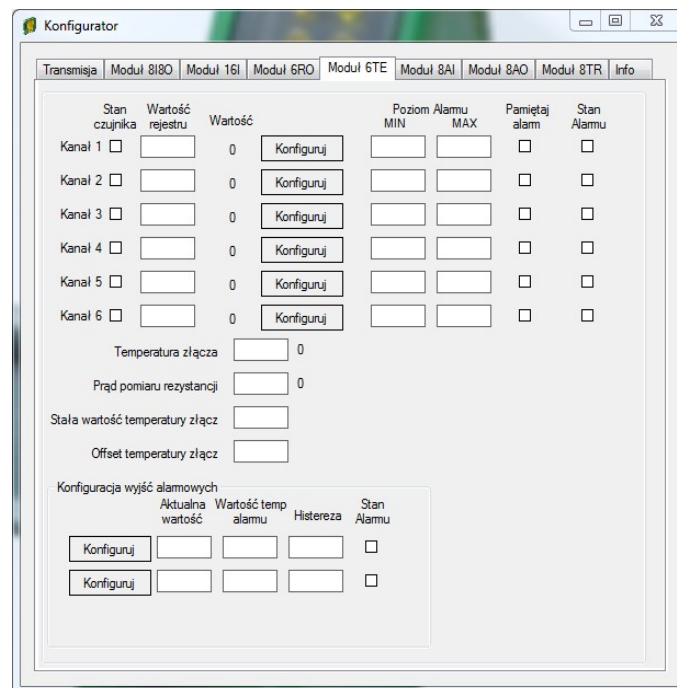 Konfigurator
Transmisja Moduł 8I8O Moduł 16I Moduł 6RO Moduł 6TE Moduł 8AI Moduł 8AO Moduł 8TR Info
Stan Wartość Poziom Alarmu Pamiętaj Stan
czujnika rejestru Wartość MIN MAX alarm Alarmu
Kanał 1 0 Konfiguruj
Kanał 2 0 Konfiguruj
Kanał 3 0 Konfiguruj
Kanał 4 0 Konfiguruj
Kanał 5 0 Konfiguruj
Kanał 6 0 Konfiguruj
Temperatura złącza 0
Prąd pomiaru rezystancji 0
Stała wartość temperatury złącz
Offset temperatury złącz
Konfiguracja wyjść alarmowych
Aktualna Wartość temp Stan
wartość alarmu Histereza Alarmu
Konfiguruj
Konfiguruj